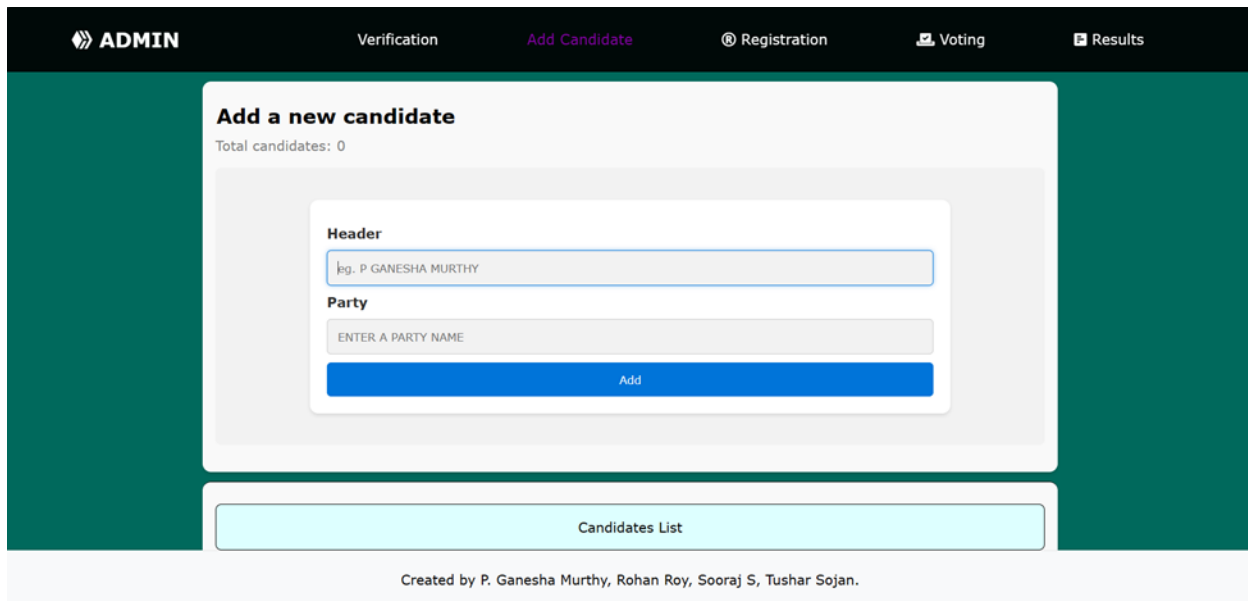 ADMIN Verification Add Candidate ® Registration Voting Results
Add a new candidate
Total candidates: 0
Header
eg. P GANESHA MURTHY
Party
ENTER A PARTY NAME
Add
Candidates List
Created by P. Ganesha Murthy, Rohan Roy, Sooraj S, Tushar Sojan.